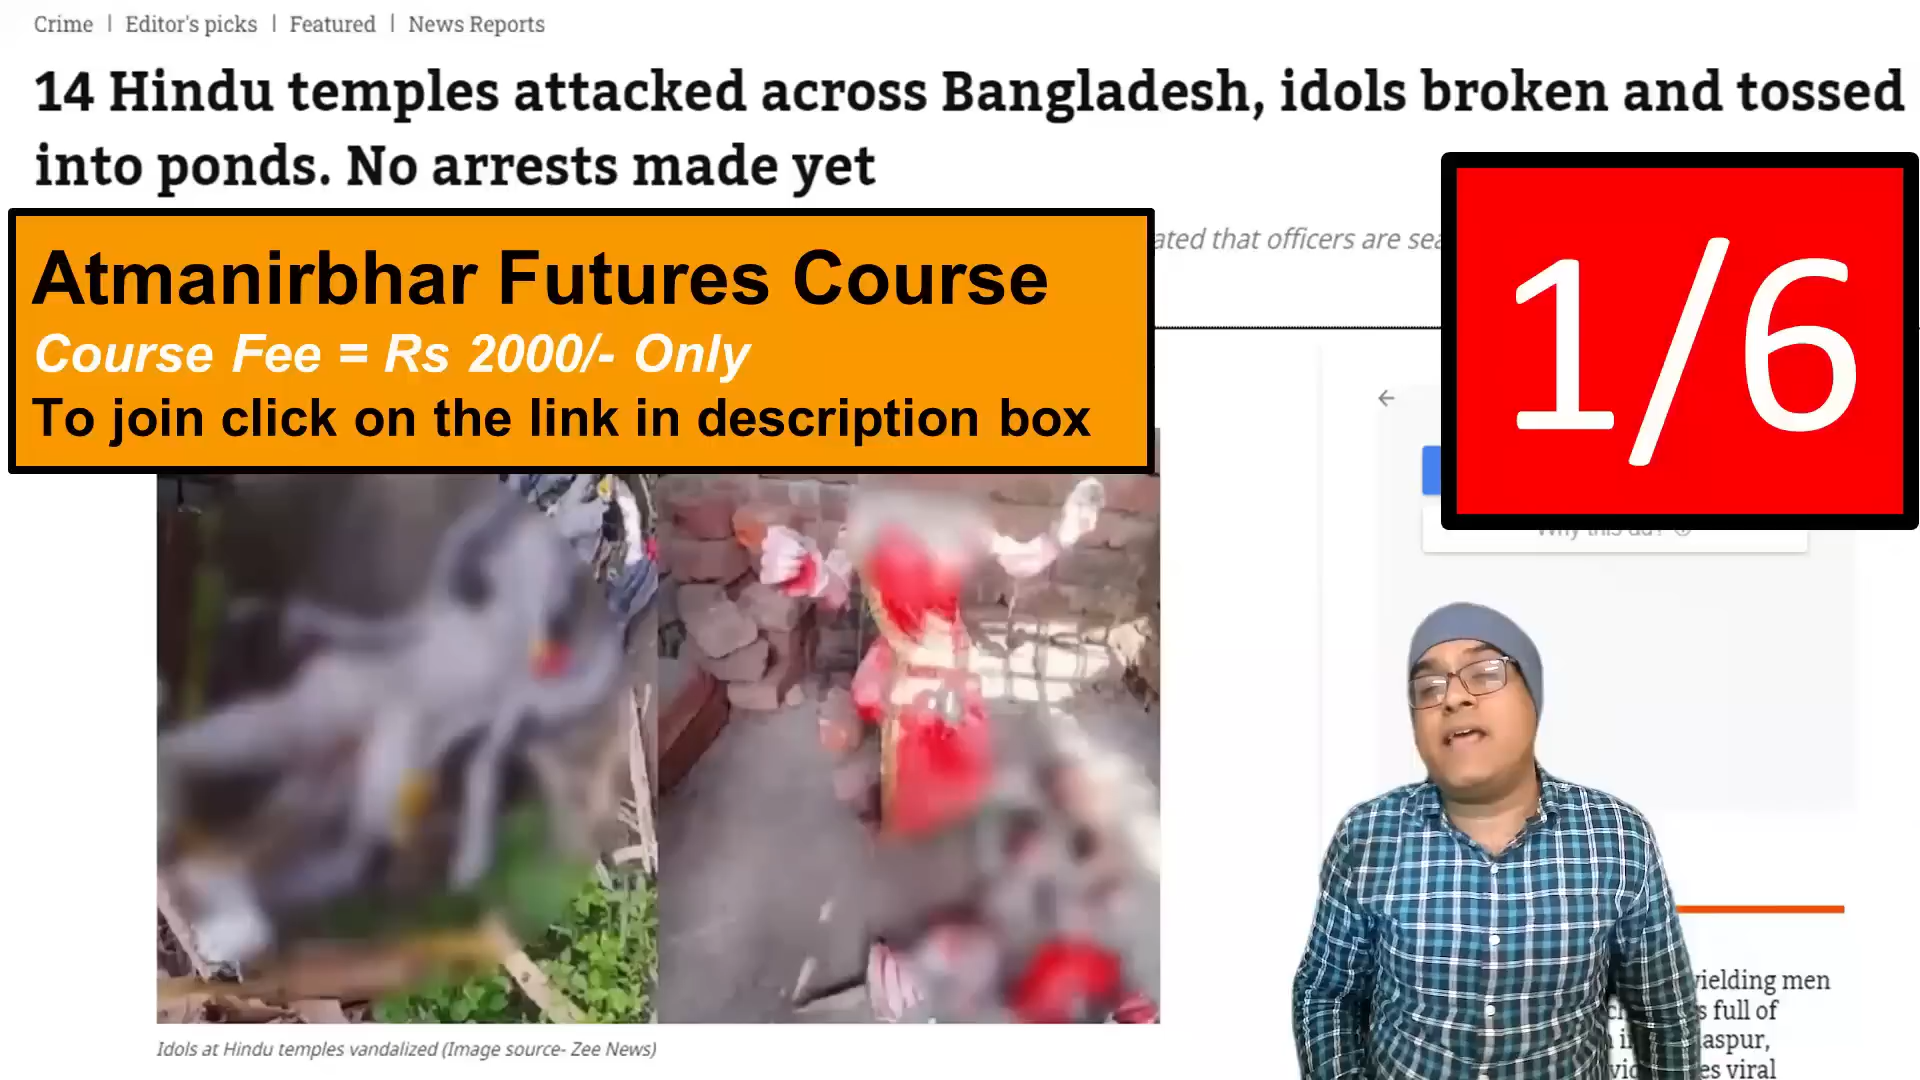 Crime | Editor's picks | Featured | News Reports
14 Hindu temples attacked across Bangladesh, idols broken and tossed
into ponds. No arrests made yet
ated that officers are sea
Atmanirbhar Futures Course
Course Fee = Rs 2000/- Only
To join click on the link in description box
1/6
Why this ad?
Idols at Hindu temples vandalized (Image source- Zee News)
ielding men
s full of
aspur,
es viral